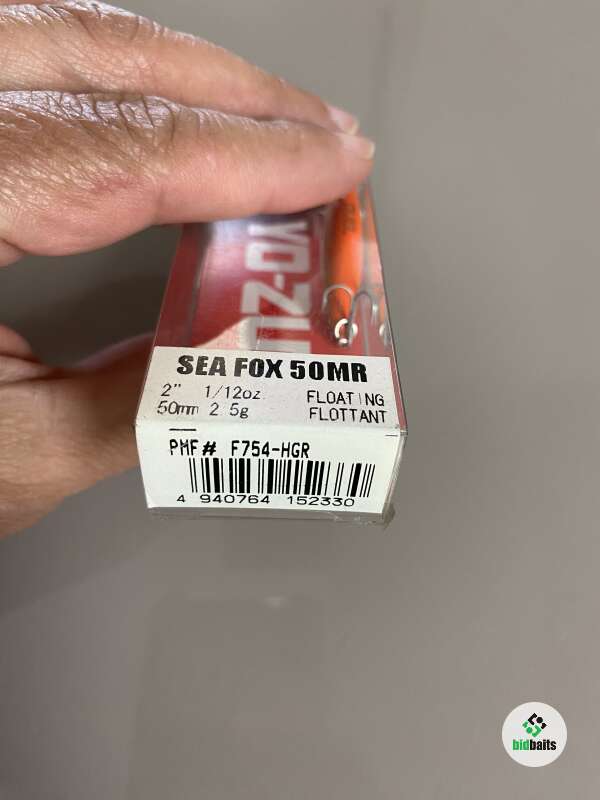 YO-ZU
SEA FOX 50MR
2" 1/12oz FLOATING
50mm 2.5g FLOTTANT
PMF# F754-HGR
4 940764 152330
bidbaits